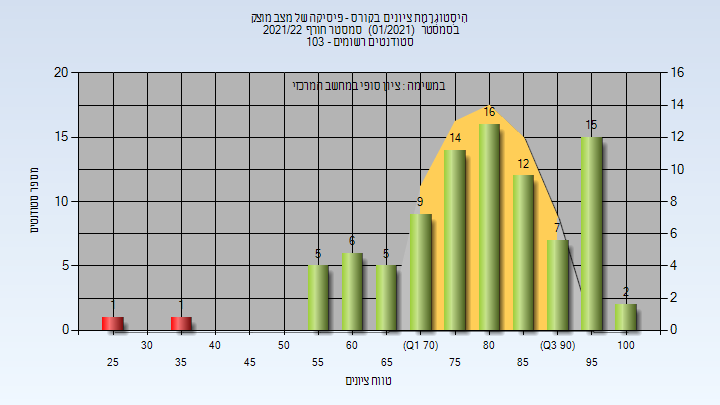 היסטוגרמת ציונים בקורס - פיסיקה של מצב מוצק
בסמסטר (01/2021) סמסטר חורף 2021/22
סטודנטים רשומים - 103
במשימה : ציון סופי במחשב המרכזי
20 16
14
15 12
10
10 8
6
5 4
2
0 0
מספר סטודנטים
1 1 5 6 5 9 14 16 12 7 15 2
30 40 50 60 (Q1 70) 80 (Q3 90) 100
25 35 45 55 65 75 85 95
טווח ציונים